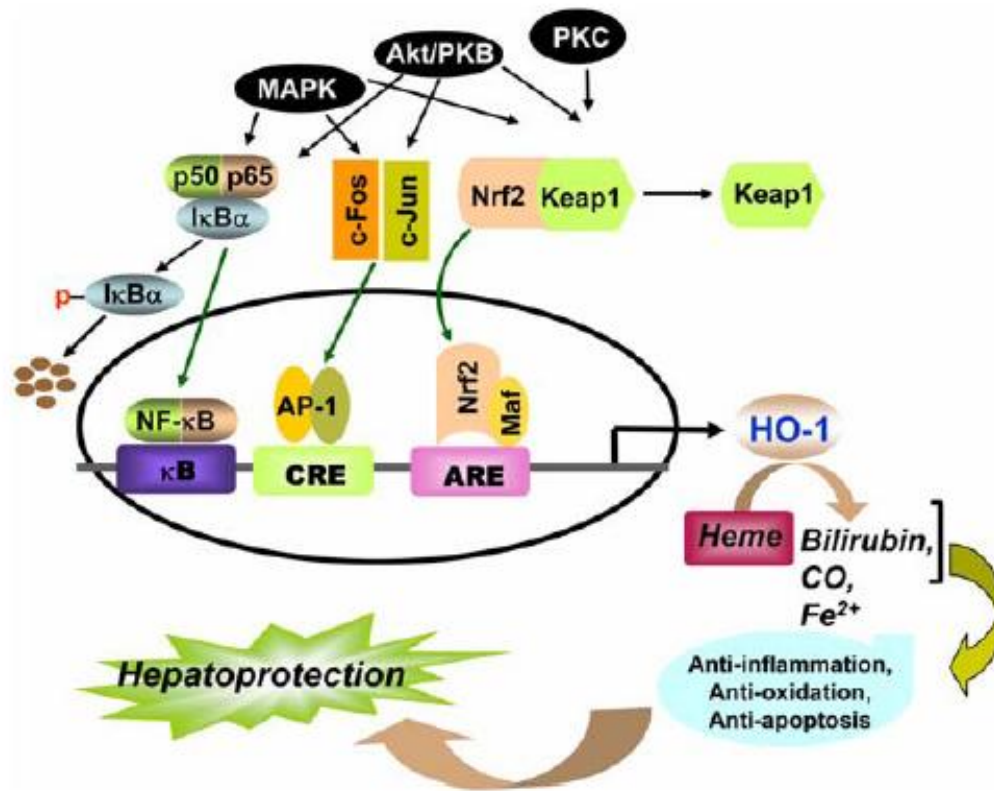 PKC
Akt/PKB
MAPK
p50 p65
IκBα
c-Fos
c-Jun
Nrf2
Keap1
Keap1
p
IκBα
NF-κB
κB
AP-1
CRE
Nrf2
Maf
ARE
HO-1
Heme
Bilirubin,
CO,
Fe²⁺
Anti-inflammation,
Anti-oxidation,
Anti-apoptosis
Hepatoprotection